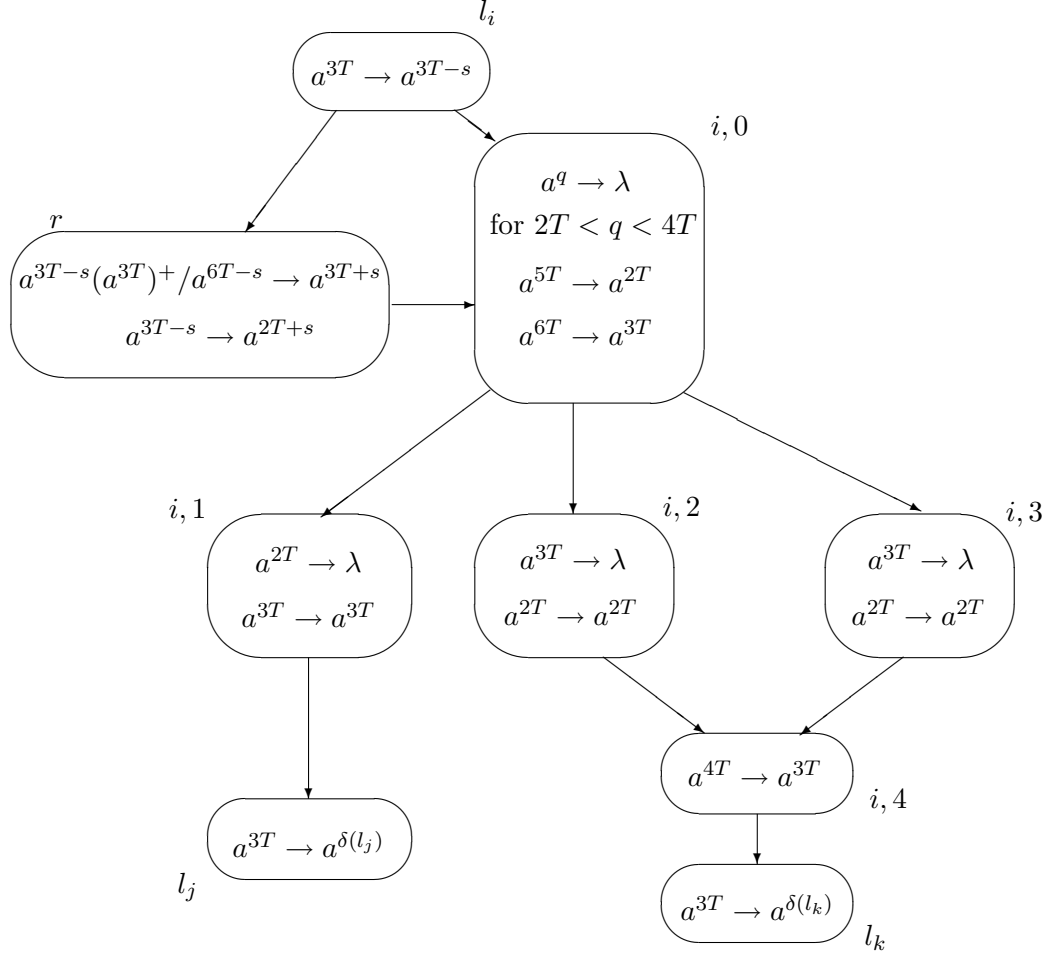 l_i
a^{3T} → a^{3T−s}
i, 0
a^q → λ
for 2T < q < 4T
a^{5T} → a^{2T}
a^{6T} → a^{3T}
r
a^{3T−s}(a^{3T})^+/a^{6T−s} → a^{3T+s}
a^{3T−s} → a^{2T+s}
i, 1
a^{2T} → λ
a^{3T} → a^{3T}
i, 2
a^{3T} → λ
a^{2T} → a^{2T}
i, 3
a^{3T} → λ
a^{2T} → a^{2T}
a^{4T} → a^{3T}
i, 4
a^{3T} → a^{δ(l_j)}
l_j
a^{3T} → a^{δ(l_k)}
l_k